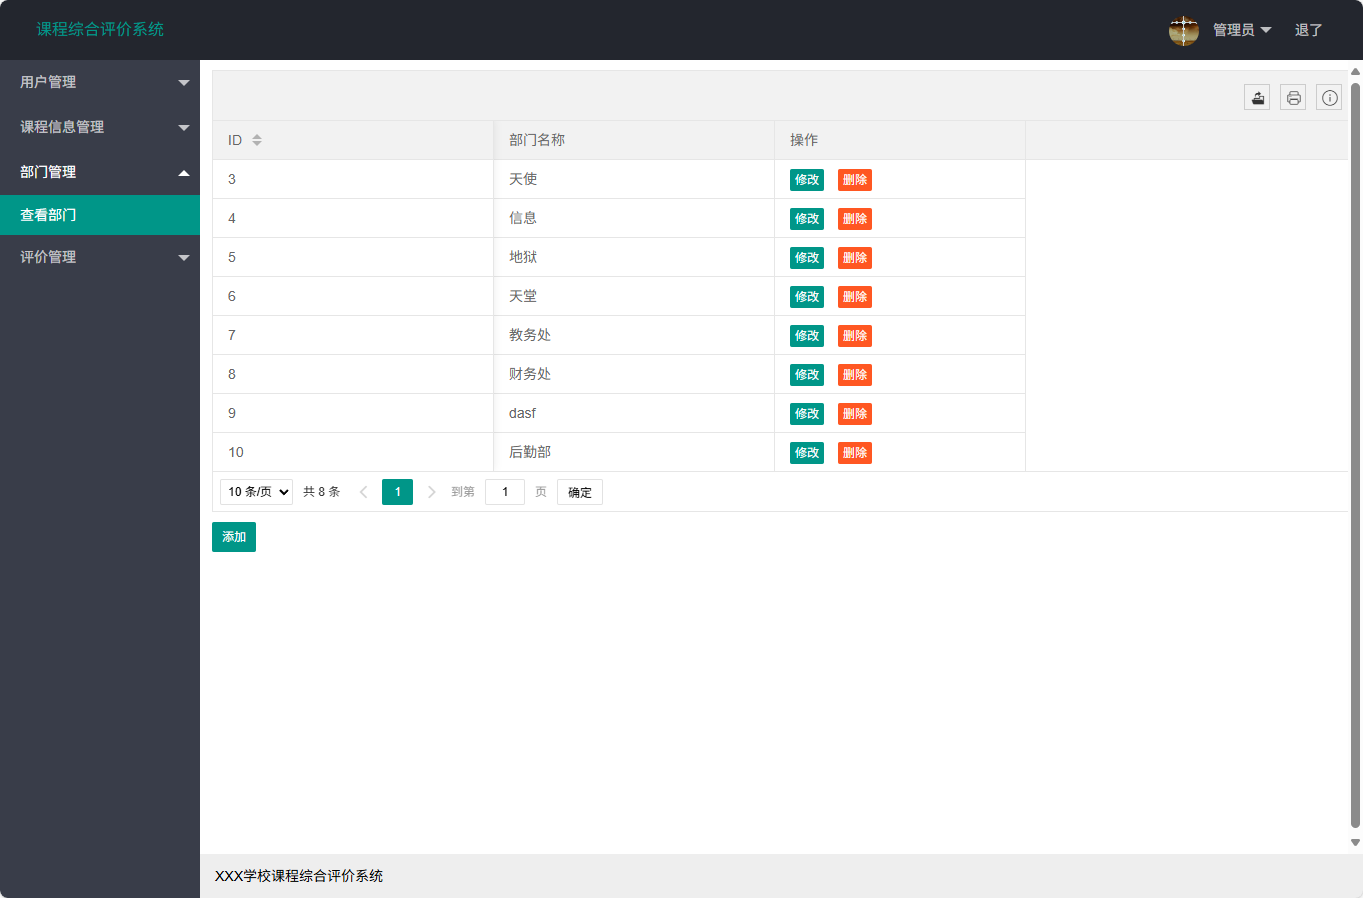 课程综合评价系统
管理员 退了
用户管理
课程信息管理
部门管理
查看部门
评价管理
ID 部门名称 操作
3 天使 修改 删除
4 信息 修改 删除
5 地狱 修改 删除
6 天堂 修改 删除
7 教务处 修改 删除
8 财务处 修改 删除
9 dasf 修改 删除
10 后勤部 修改 删除
10 条/页 共 8 条 1 到第 1 页 确定
添加
XXX学校课程综合评价系统